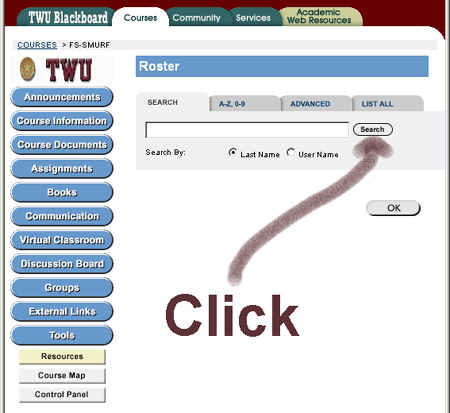 TWU Blackboard Courses Community Services Academic Web Resources
COURSES > FS-SMURF
TWU
Roster
Announcements
Course Information
Course Documents
Assignments
Books
Communication
Virtual Classroom
Discussion Board
Groups
External Links
Tools
Resources
Course Map
Control Panel
SEARCH A-Z, 0-9 ADVANCED LIST ALL
Search
Search By: Last Name User Name
OK
Click